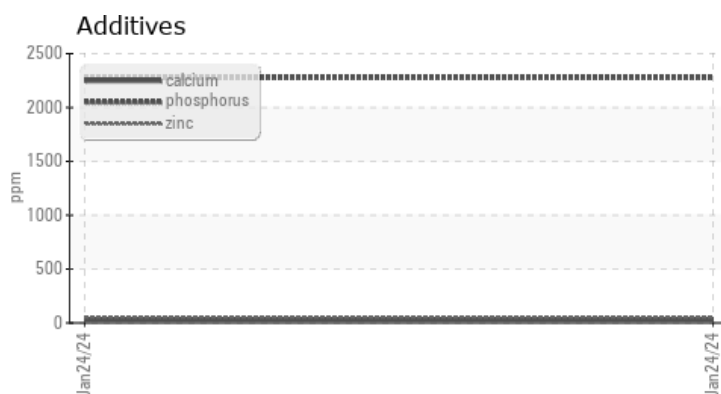 Additives
2500
2000
1500
1000
500
0
ppm
calcium
phosphorus
zinc
Jan24/24
Jan24/24